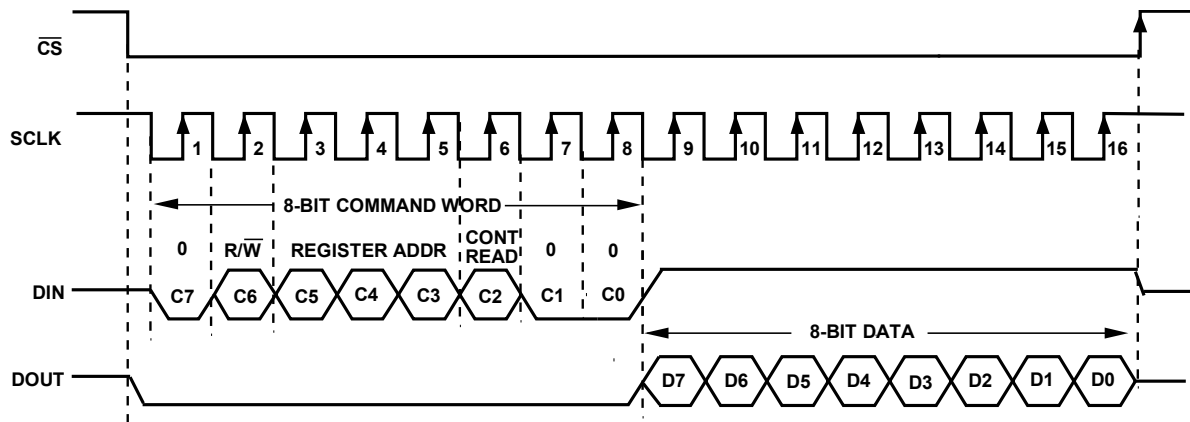 CS
SCLK
1 2 3 4 5 6 7 8 9 10 11 12 13 14 15 16
8-BIT COMMAND WORD
0 R/W REGISTER ADDR CONT READ 0 0
DIN C7 C6 C5 C4 C3 C2 C1 C0
8-BIT DATA
DOUT D7 D6 D5 D4 D3 D2 D1 D0